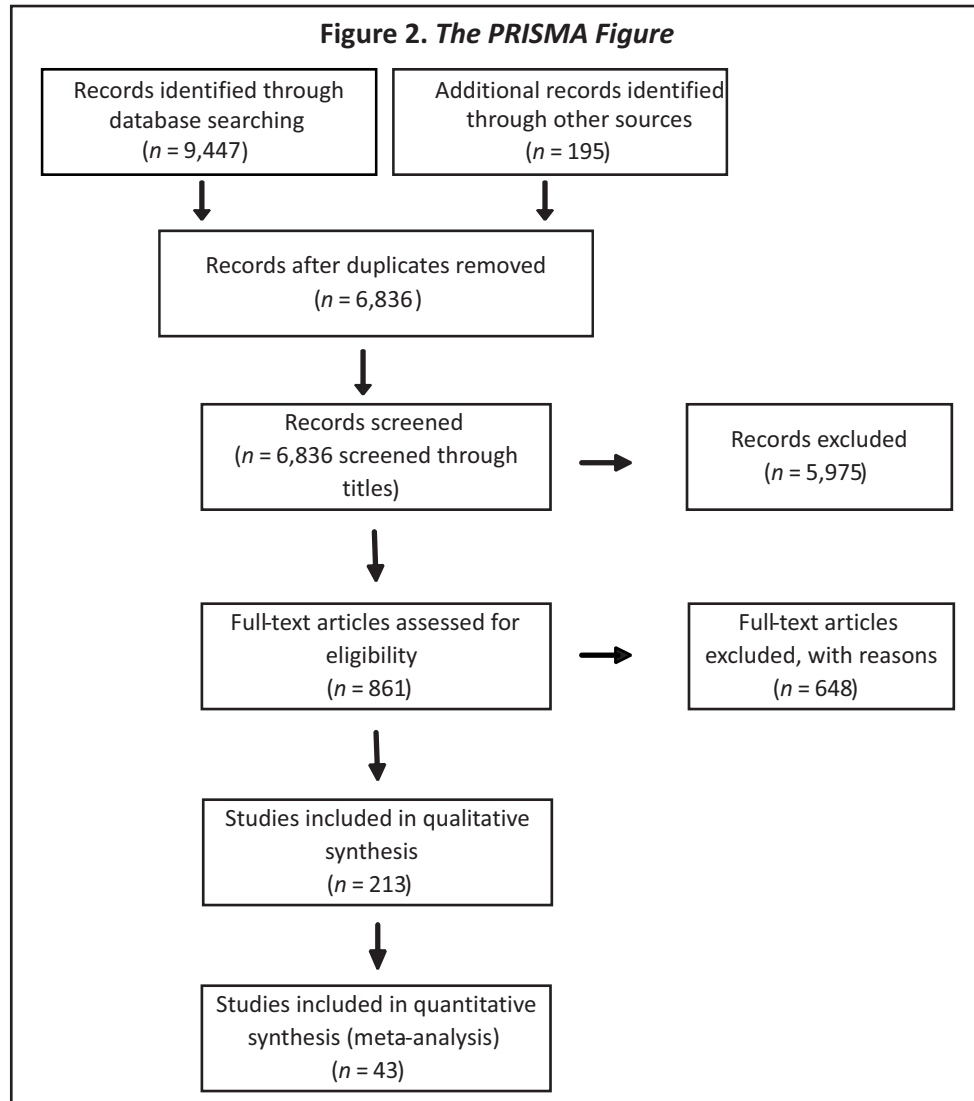 Figure 2. The PRISMA Figure
Records identified through
database searching
(n = 9,447)
Additional records identified
through other sources
(n = 195)
Records after duplicates removed
(n = 6,836)
Records screened
(n = 6,836 screened through
titles)
Records excluded
(n = 5,975)
Full-text articles assessed for
eligibility
(n = 861)
Full-text articles
excluded, with reasons
(n = 648)
Studies included in qualitative
synthesis
(n = 213)
Studies included in quantitative
synthesis (meta-analysis)
(n = 43)